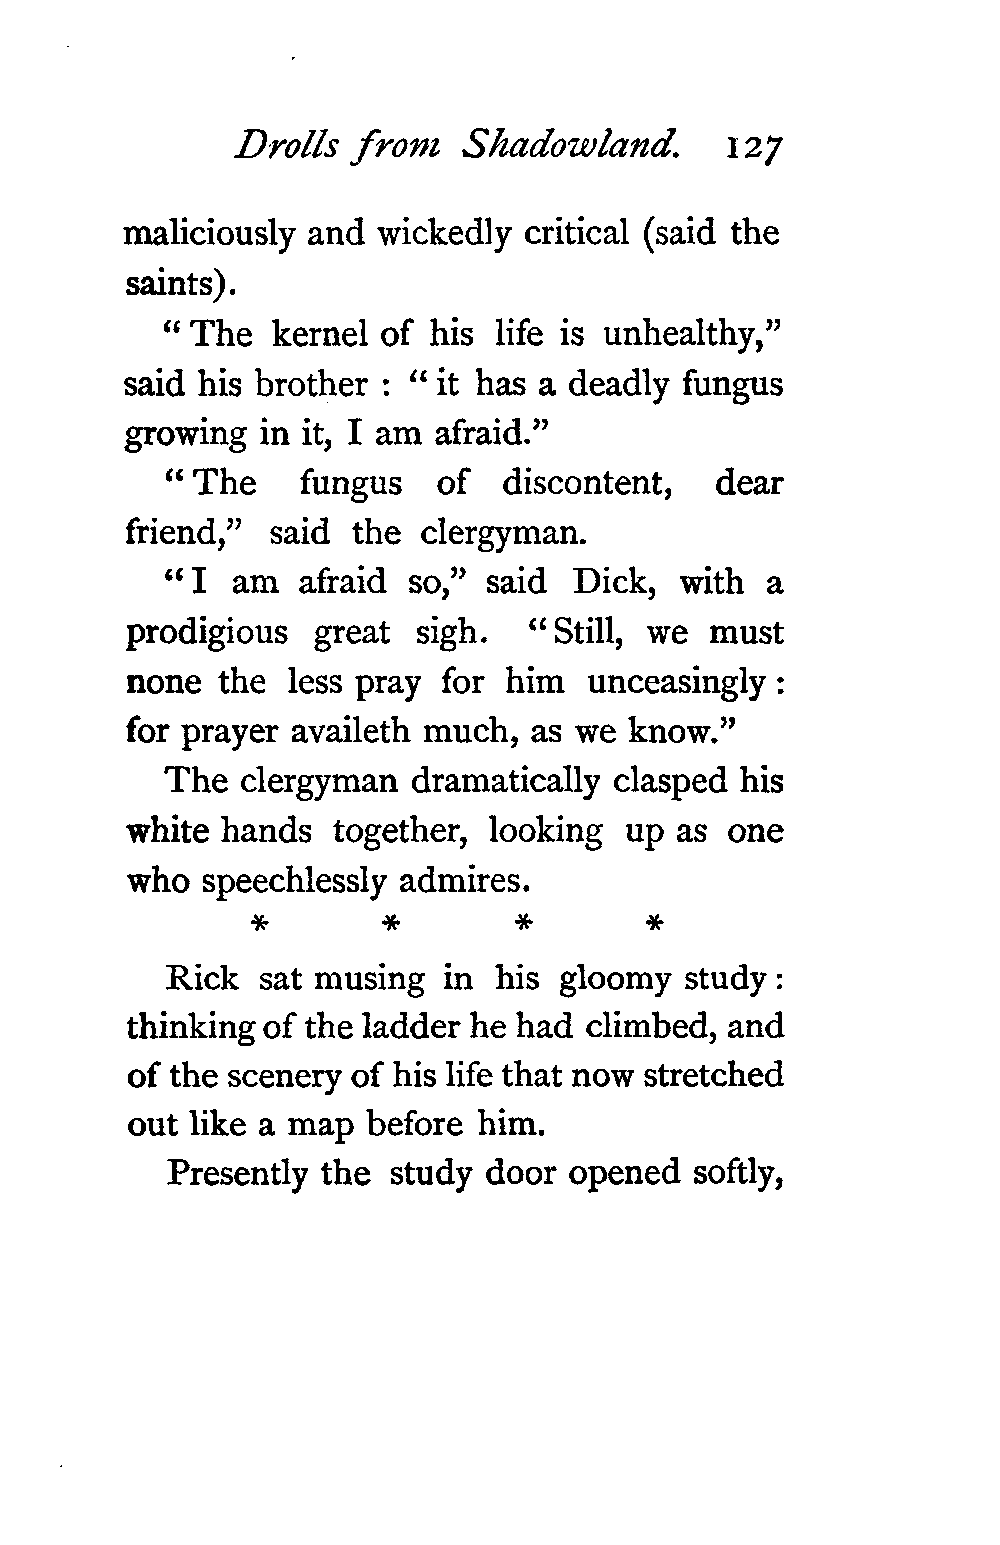 Drolls from Shadowland. 127
maliciously and wickedly critical (said the
saints).
“ The kernel of his life is unhealthy,”
said his brother : “ it has a deadly fungus
growing in it, I am afraid.”
“ The fungus of discontent, dear
friend,” said the clergyman.
“ I am afraid so,” said Dick, with a
prodigious great sigh. “ Still, we must
none the less pray for him unceasingly :
for prayer availeth much, as we know.”
The clergyman dramatically clasped his
white hands together, looking up as one
who speechlessly admires.
* * * *
Rick sat musing in his gloomy study :
thinking of the ladder he had climbed, and
of the scenery of his life that now stretched
out like a map before him.
Presently the study door opened softly,